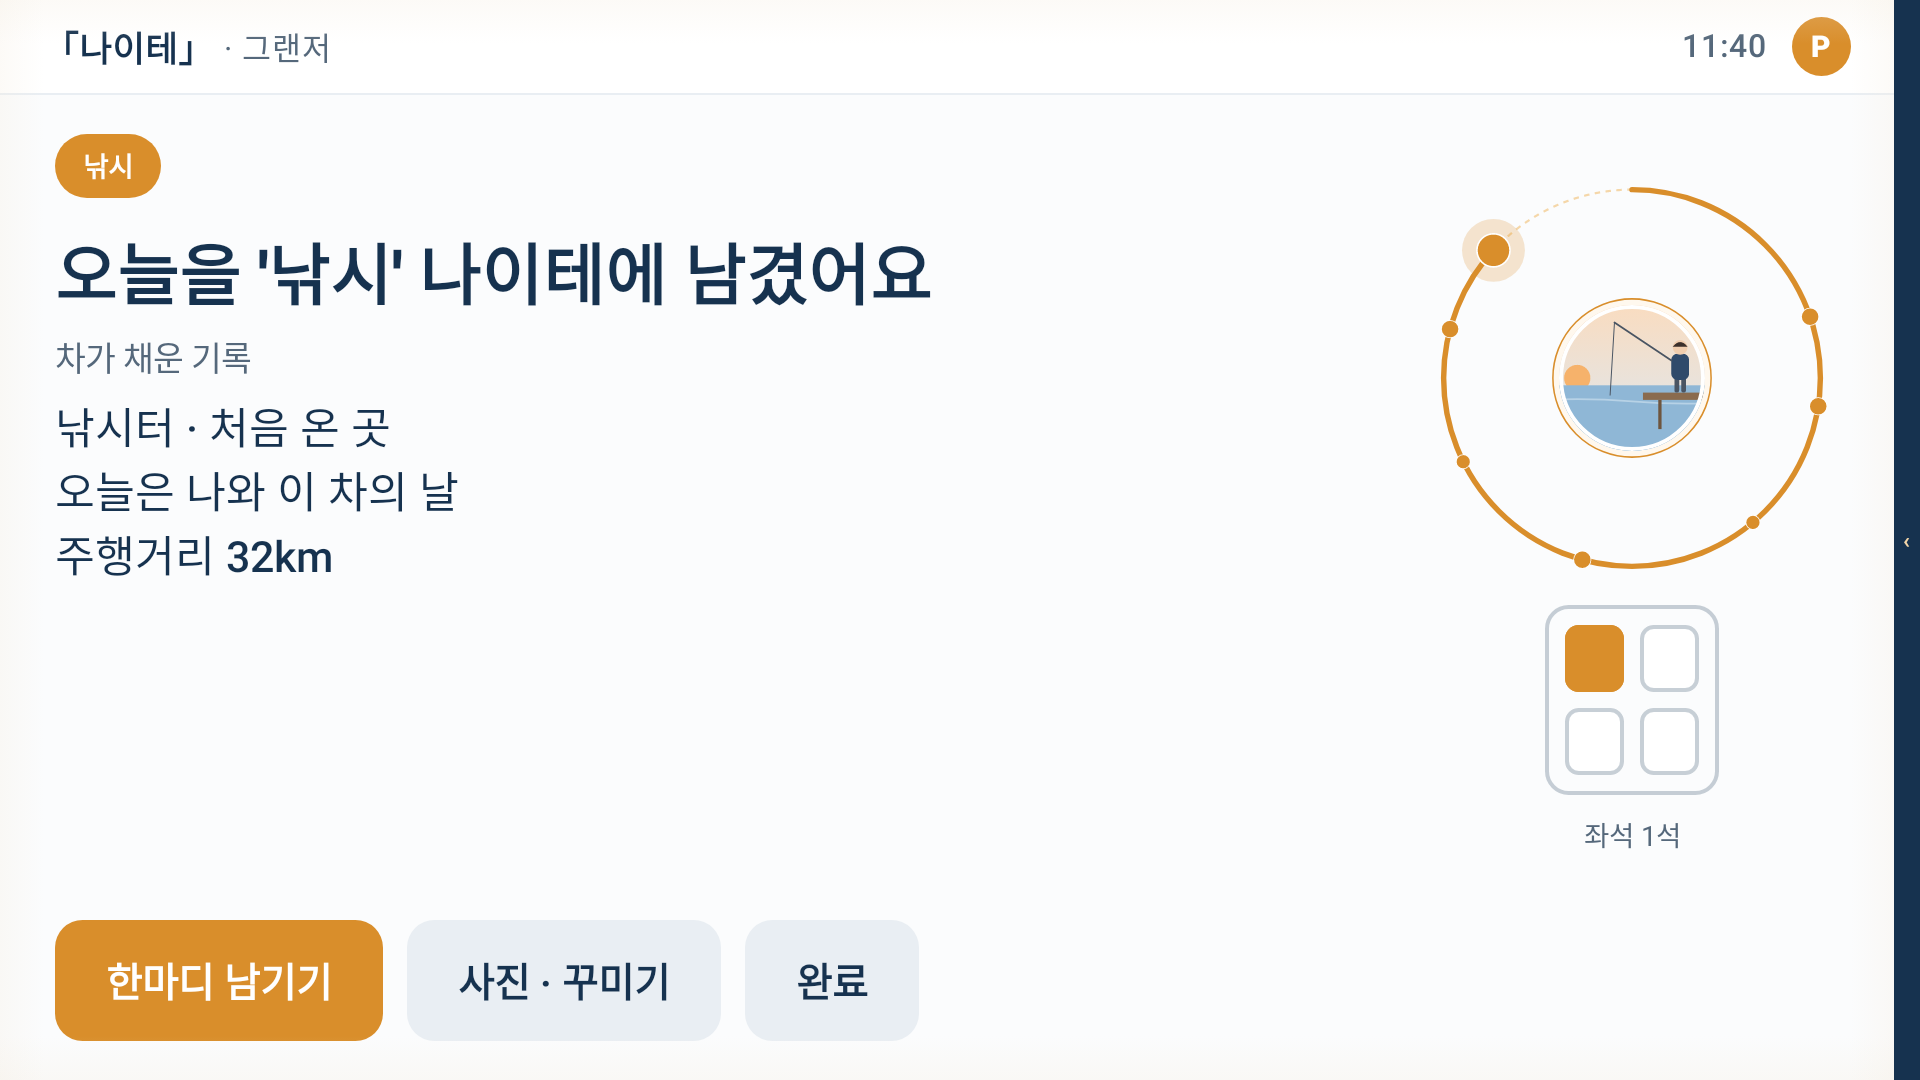 「나이테」 · 그랜저
11:40 P
낚시
오늘을 '낚시' 나이테에 남겼어요
차가 채운 기록
낚시터 · 처음 온 곳
오늘은 나와 이 차의 날
주행거리 32km
좌석 1석
한마디 남기기
사진 · 꾸미기
완료